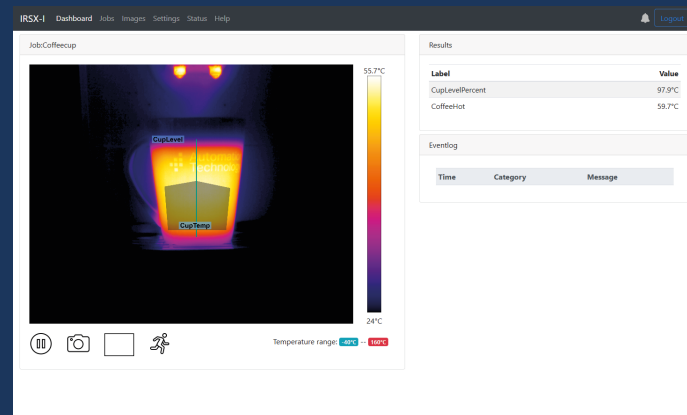 IRSX-I Dashboard Jobs Images Settings Status Help Logout
Job:Coffeecup
55.7°C
CupLevel
CupTemp
24°C
Temperature range: -40°C — 160°C
Results
Label Value
CupLevelPercent 97.9°C
CoffeeHot 59.7°C
Eventlog
Time Category Message